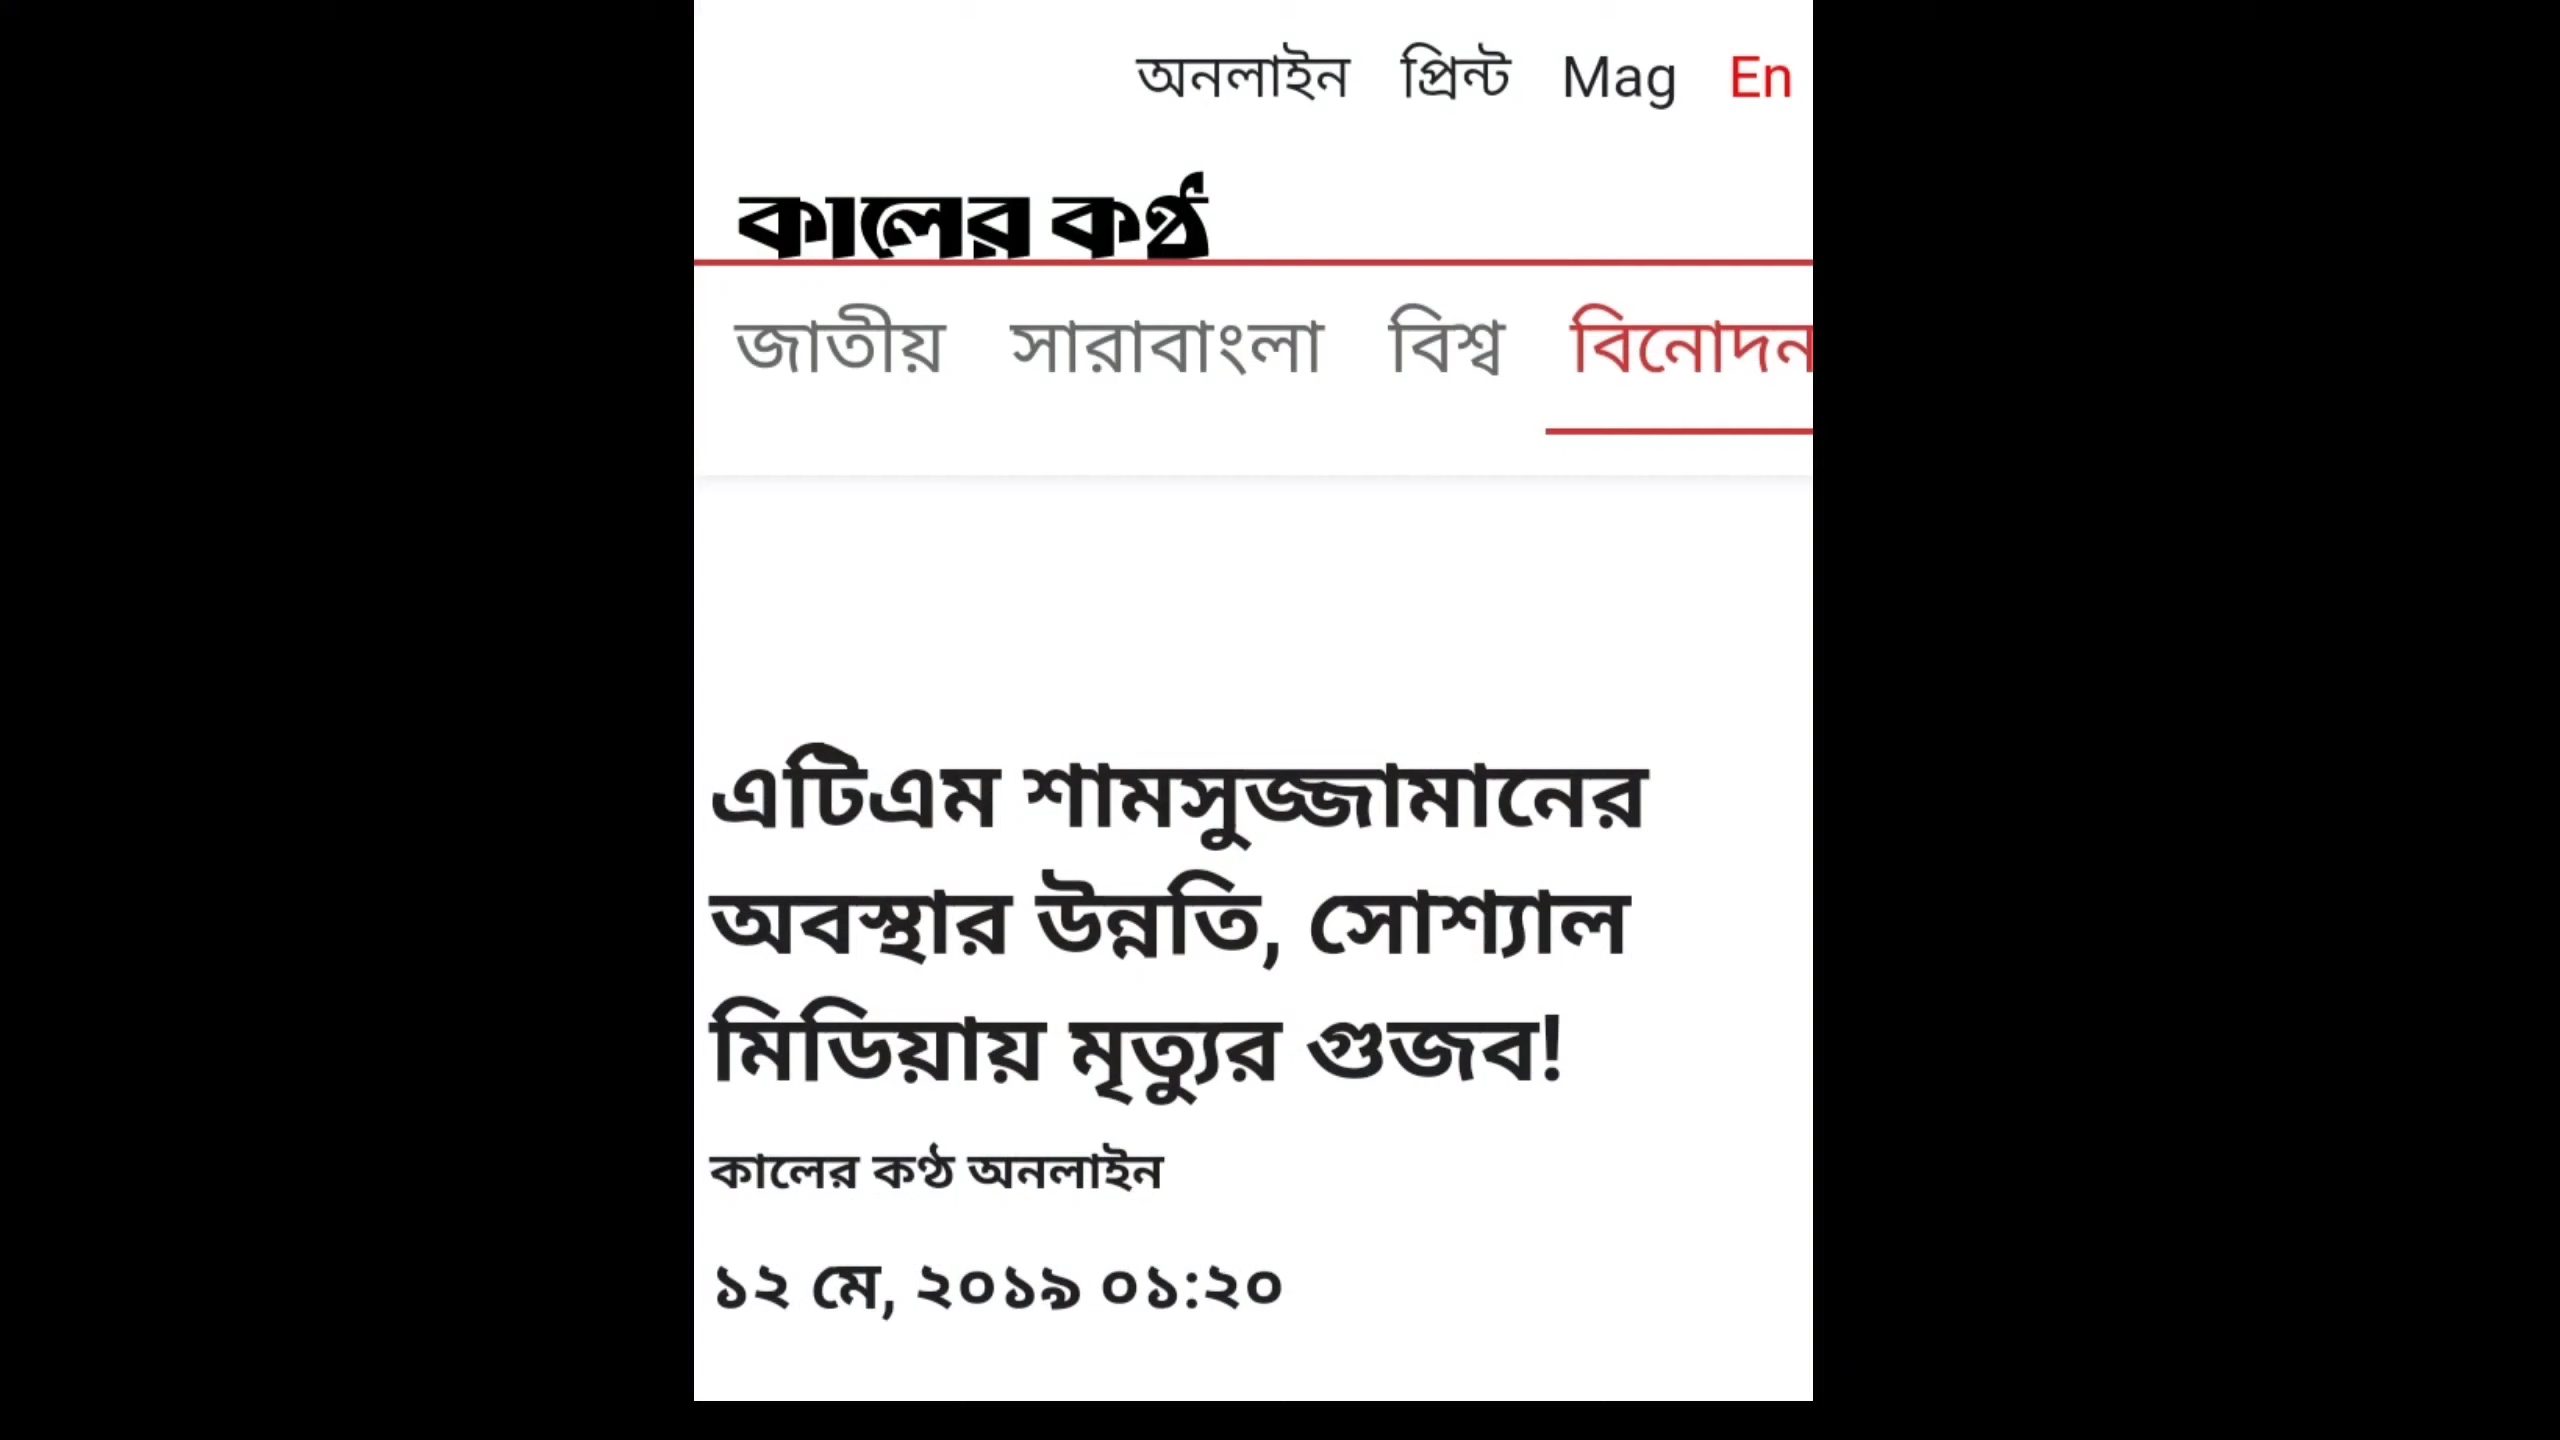 অনলাইন প্রিন্ট Mag En
কালের কণ্ঠ
জাতীয় সারাবাংলা বিশ্ব বিনোদন
এটিএম শামসুজ্জামানের
অবস্থার উন্নতি, সোশ্যাল
মিডিয়ায় মৃত্যুর গুজব!
কালের কণ্ঠ অনলাইন
১২ মে, ২০১৯ ০১:২০